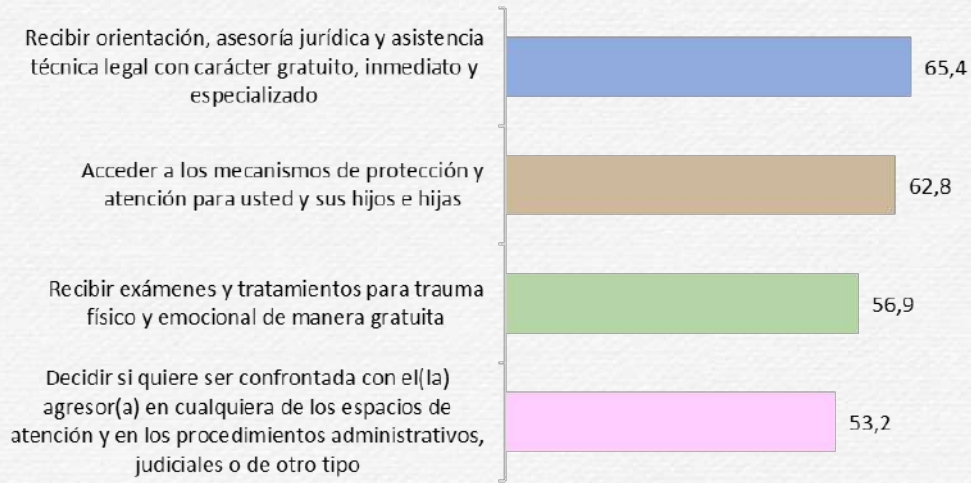 Recibir orientación, asesoría jurídica y asistencia
técnica legal con carácter gratuito, inmediato y
especializado
65,4
Acceder a los mecanismos de protección y
atención para usted y sus hijos e hijas
62,8
Recibir exámenes y tratamientos para trauma
físico y emocional de manera gratuita
56,9
Decidir si quiere ser confrontada con el(la)
agresor(a) en cualquiera de los espacios de
atención y en los procedimientos administrativos,
judiciales o de otro tipo
53,2